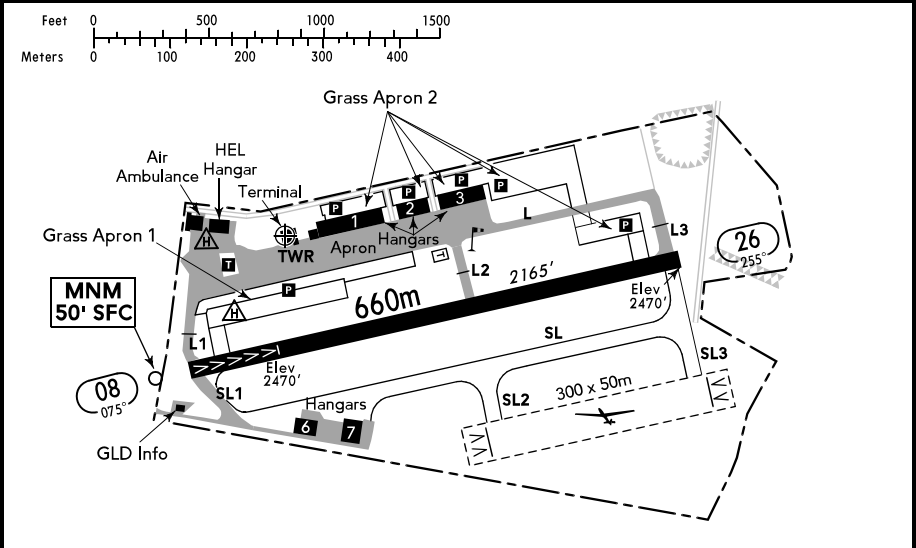 Feet 0 500 1000 1500
Meters 0 100 200 300 400
Grass Apron 2
Air
Ambulance
HEL
Hangar
Terminal
P
P
P
P
1
2
3
L
H
Grass Apron 1
TWR
Apron
Hangars
P
L3
26
255°
T
T
L2
2165'
MNM
50' SFC
P
H
660m
Elev
2470'
L1
SL
Elev
2470'
SL3
08
075°
SL1
300 x 50m
SL2
Hangars
6
7
GLD Info